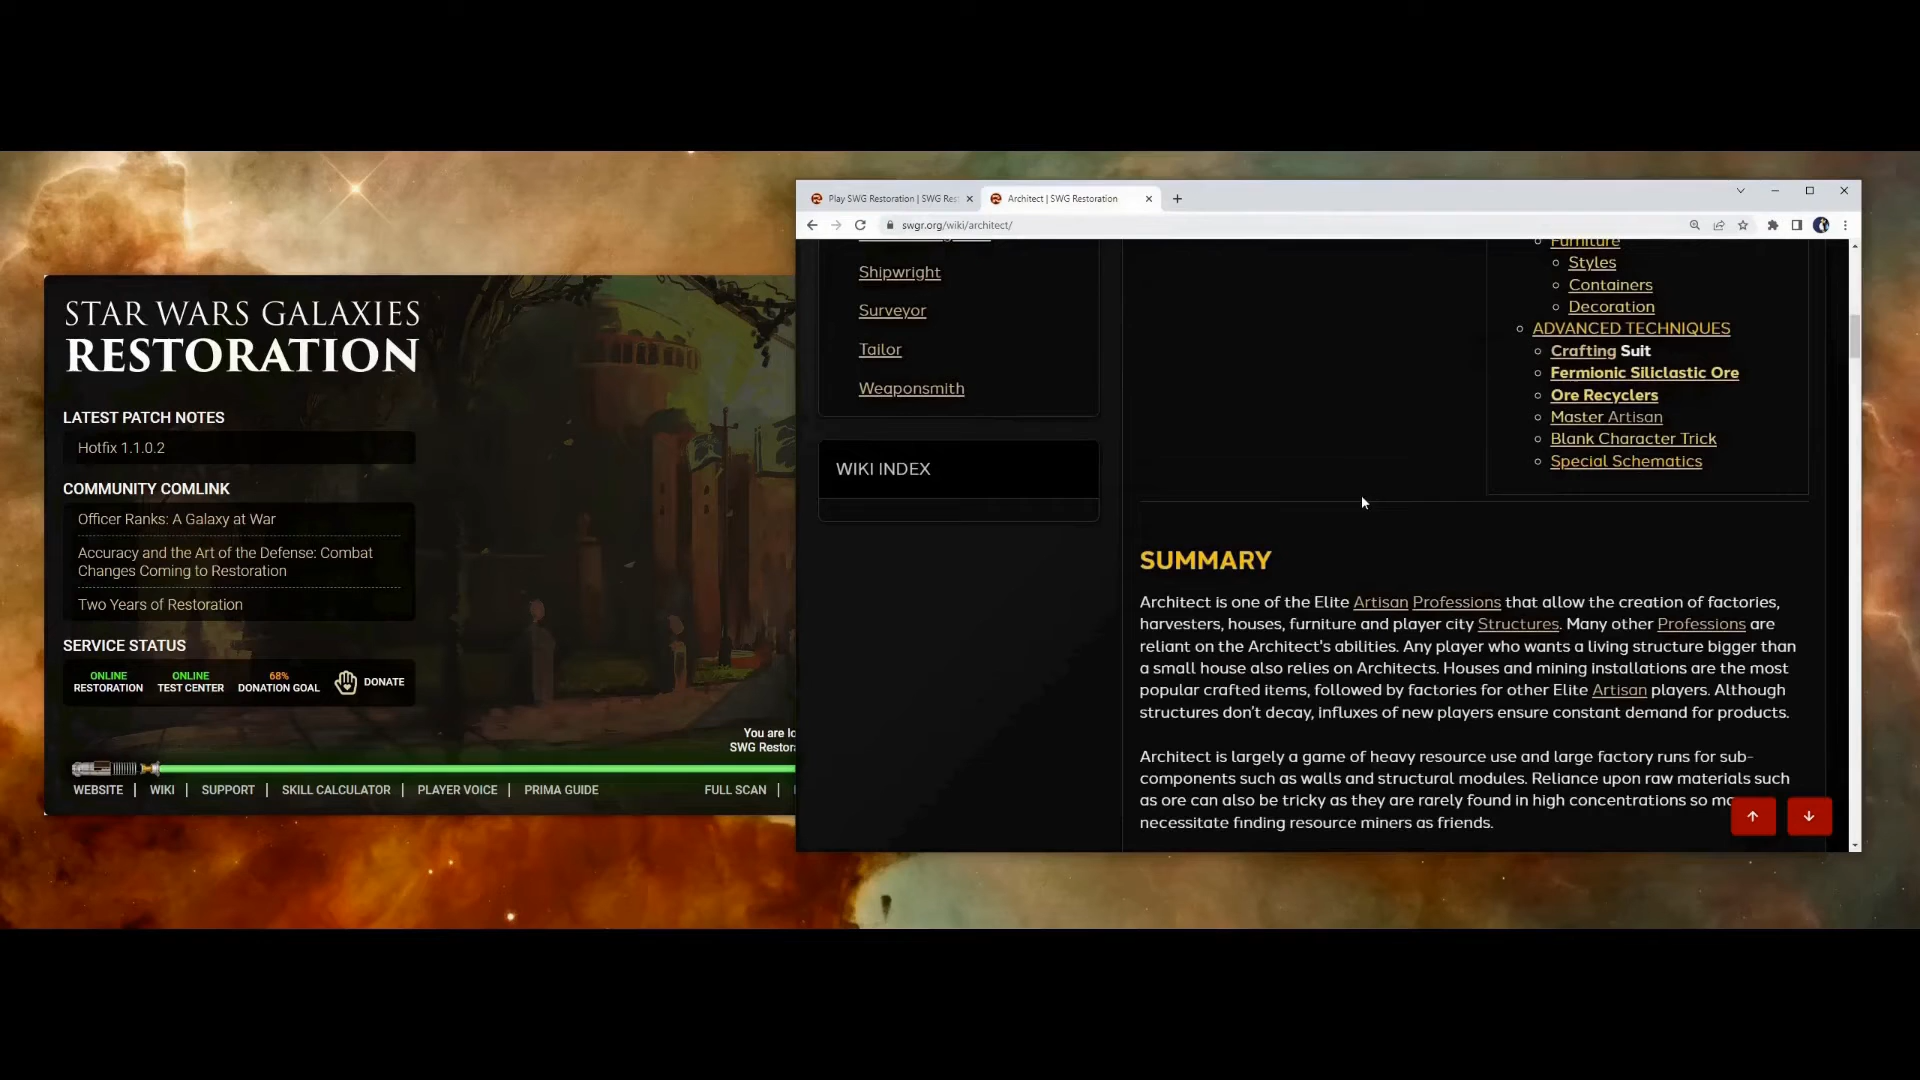 STAR WARS GALAXIES
RESTORATION
LATEST PATCH NOTES
Hotfix 1.1.0.2
COMMUNITY COMLINK
Officer Ranks: A Galaxy at War
Accuracy and the Art of the Defense: Combat
Changes Coming to Restoration
Two Years of Restoration
SERVICE STATUS
ONLINE
RESTORATION
ONLINE
TEST CENTER
68%
DONATION GOAL
DONATE
You are lo
SWG Restora
WEBSITE | WIKI | SUPPORT | SKILL CALCULATOR | PLAYER VOICE | PRIMA GUIDE
FULL SCAN |
Play SWG Restoration | SWG Res
Architect | SWG Restoration
swgr.org/wiki/architect/
Shipwright
Surveyor
Tailor
Weaponsmith
WIKI INDEX
Furniture
Styles
Containers
Decoration
ADVANCED TECHNIQUES
Crafting Suit
Fermionic Siliclastic Ore
Ore Recyclers
Master Artisan
Blank Character Trick
Special Schematics
SUMMARY
Architect is one of the Elite Artisan Professions that allow the creation of factories,
harvesters, houses, furniture and player city Structures. Many other Professions are
reliant on the Architect's abilities. Any player who wants a living structure bigger than
a small house also relies on Architects. Houses and mining installations are the most
popular crafted items, followed by factories for other Elite Artisan players. Although
structures don't decay, influxes of new players ensure constant demand for products.
Architect is largely a game of heavy resource use and large factory runs for sub-
components such as walls and structural modules. Reliance upon raw materials such
as ore can also be tricky as they are rarely found in high concentrations so
necessitate finding resource miners as friends.